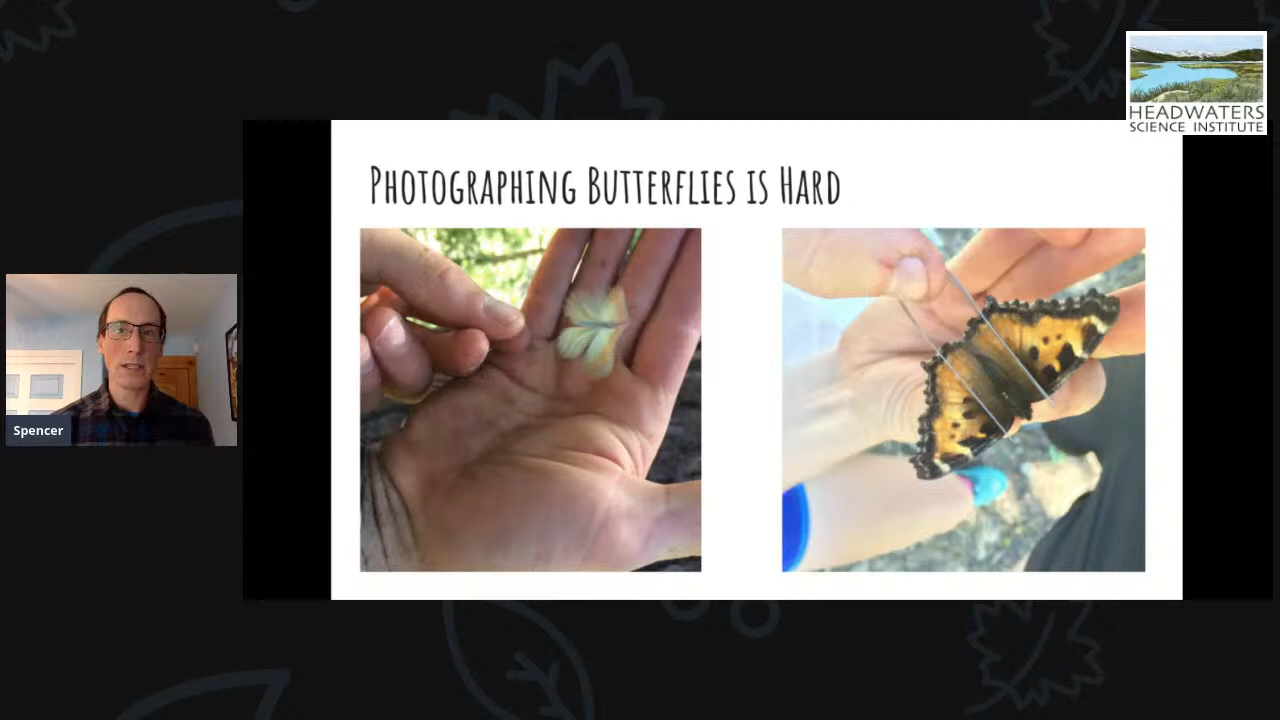 HEADWATERS
SCIENCE INSTITUTE
PHOTOGRAPHING BUTTERFLIES IS HARD
Spencer